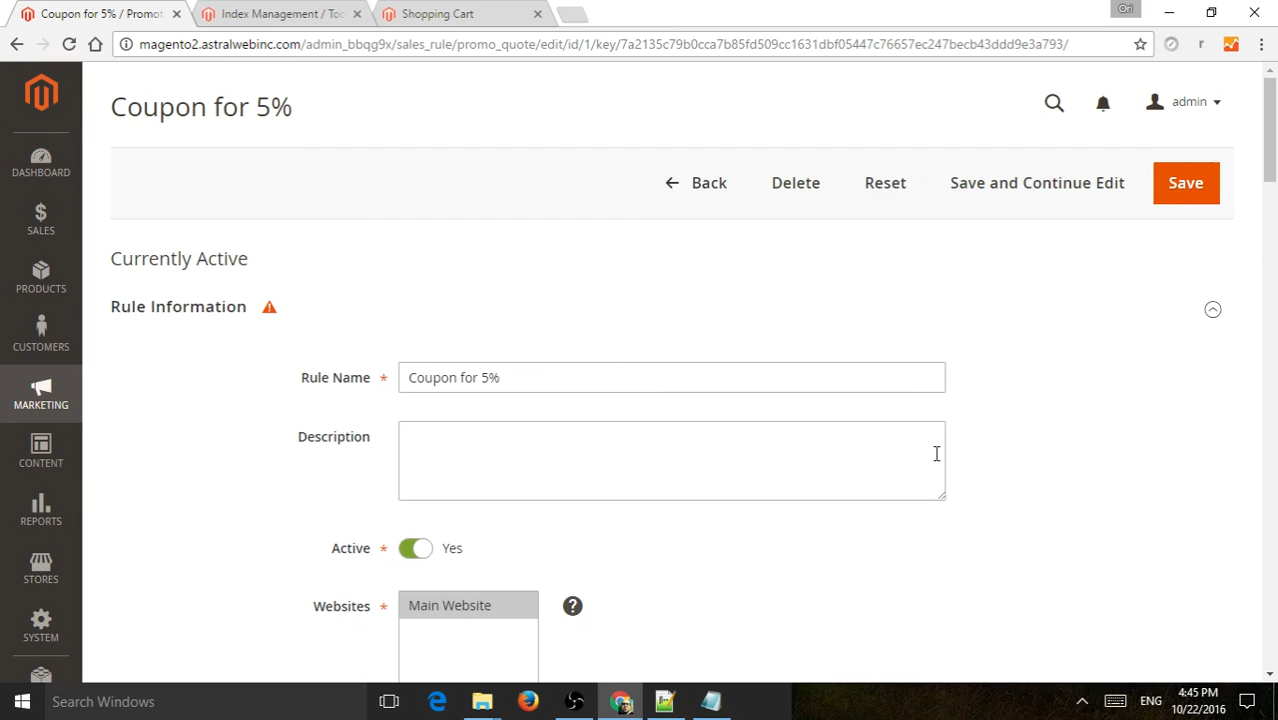 Coupon for 5% / Promot
Index Management / Too
Shopping Cart
Ori
magento2.astralwebinc.com/admin_bbqg9x/sales_rule/promo_quote/edit/id/1/key/7a2135c79b0cca7b85fd509cc1631dbf05447c76657ec247becb43ddd9e3a793/
r
Coupon for 5%
admin
Back
Delete
Reset
Save and Continue Edit
Save
DASHBOARD
SALES
PRODUCTS
CUSTOMERS
MARKETING
CONTENT
REPORTS
STORES
SYSTEM
Currently Active
Rule Information
Rule Name *
Coupon for 5%
Description
Active *
Yes
Websites *
Main Website
?
Search Windows
ENG
4:45 PM
10/22/2016